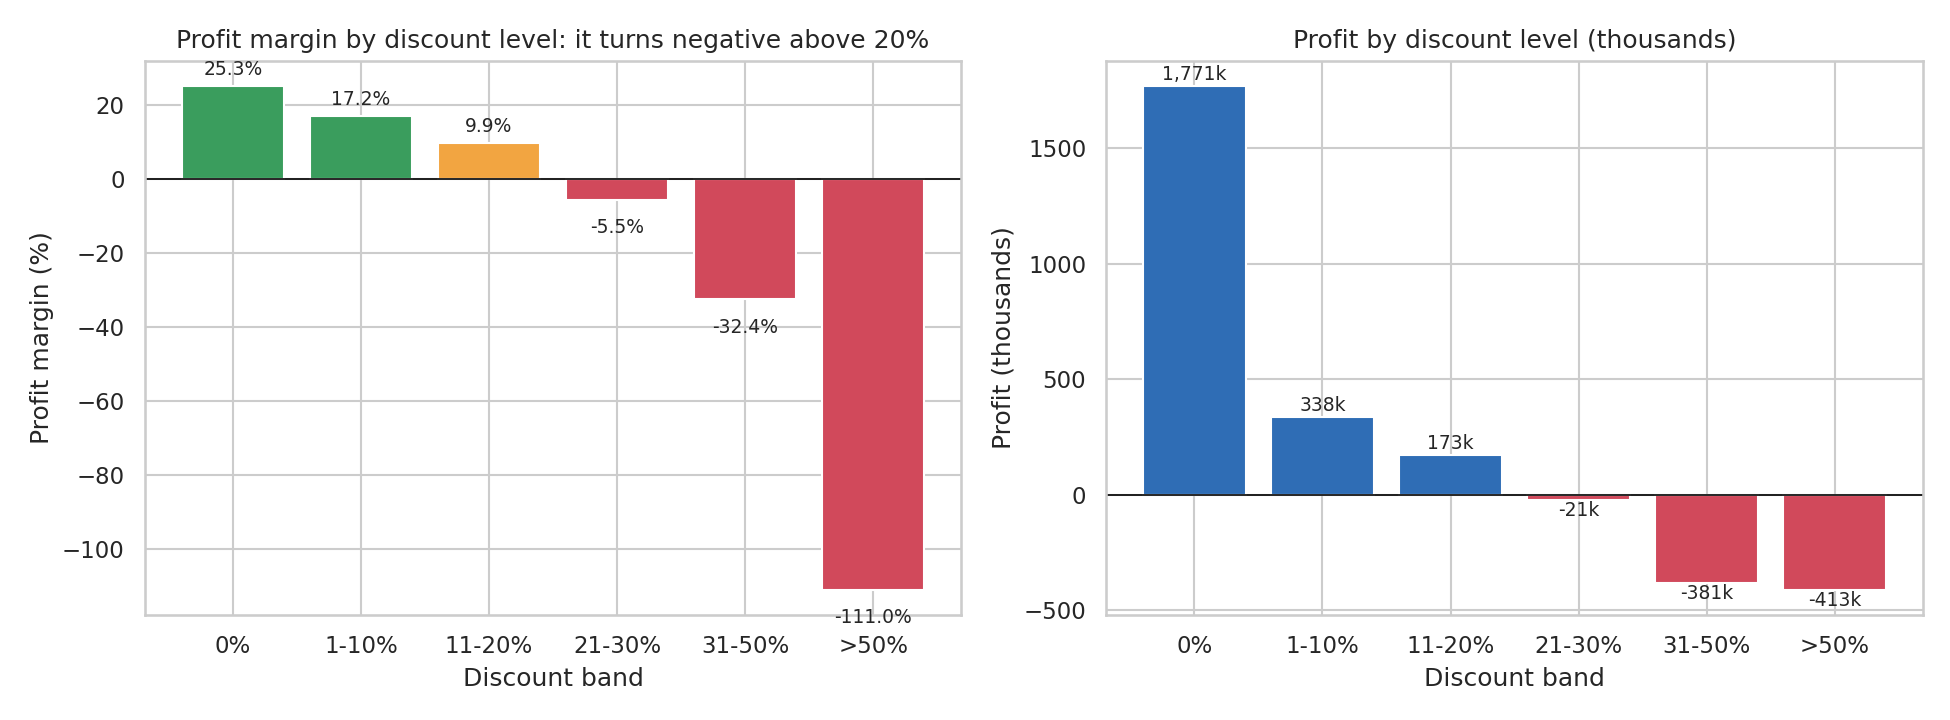 Profit margin by discount level: it turns negative above 20%
Profit margin (%)
20
0
−20
−40
−60
−80
−100
25.3%
17.2%
9.9%
-5.5%
-32.4%
-111.0%
0%
1-10%
11-20%
21-30%
31-50%
>50%
Discount band
Profit by discount level (thousands)
Profit (thousands)
1500
1000
500
0
−500
1,771k
338k
173k
-21k
-381k
-413k
0%
1-10%
11-20%
21-30%
31-50%
>50%
Discount band